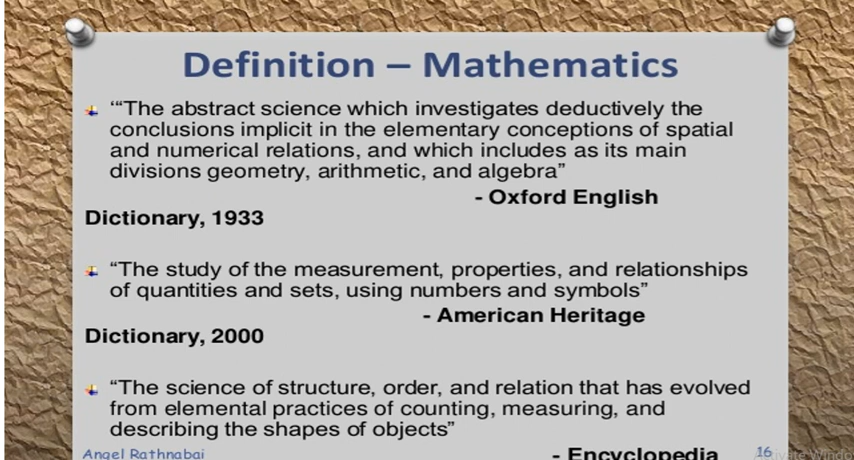 Definition – Mathematics
‘“The abstract science which investigates deductively the
conclusions implicit in the elementary conceptions of spatial
and numerical relations, and which includes as its main
divisions geometry, arithmetic, and algebra”
- Oxford English
Dictionary, 1933
“The study of the measurement, properties, and relationships
of quantities and sets, using numbers and symbols”
- American Heritage
Dictionary, 2000
“The science of structure, order, and relation that has evolved
from elemental practices of counting, measuring, and
describing the shapes of objects”
- Encyclopedia
Angel Rathnabai
16